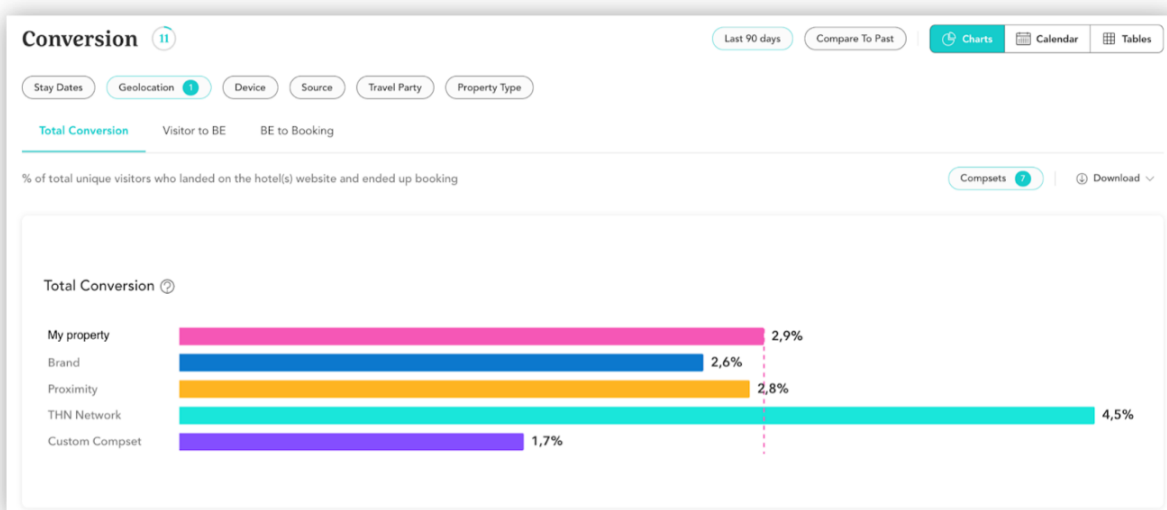 Conversion 11 Last 90 days Compare To Past Charts Calendar Tables
Stay Dates Geolocation 1 Device Source Travel Party Property Type
Total Conversion Visitor to BE BE to Booking
% of total unique visitors who landed on the hotel(s) website and ended up booking Compsets 7 Download
Total Conversion ?
My property 2,9%
Brand 2,6%
Proximity 2,8%
THN Network 4,5%
Custom Compset 1,7%